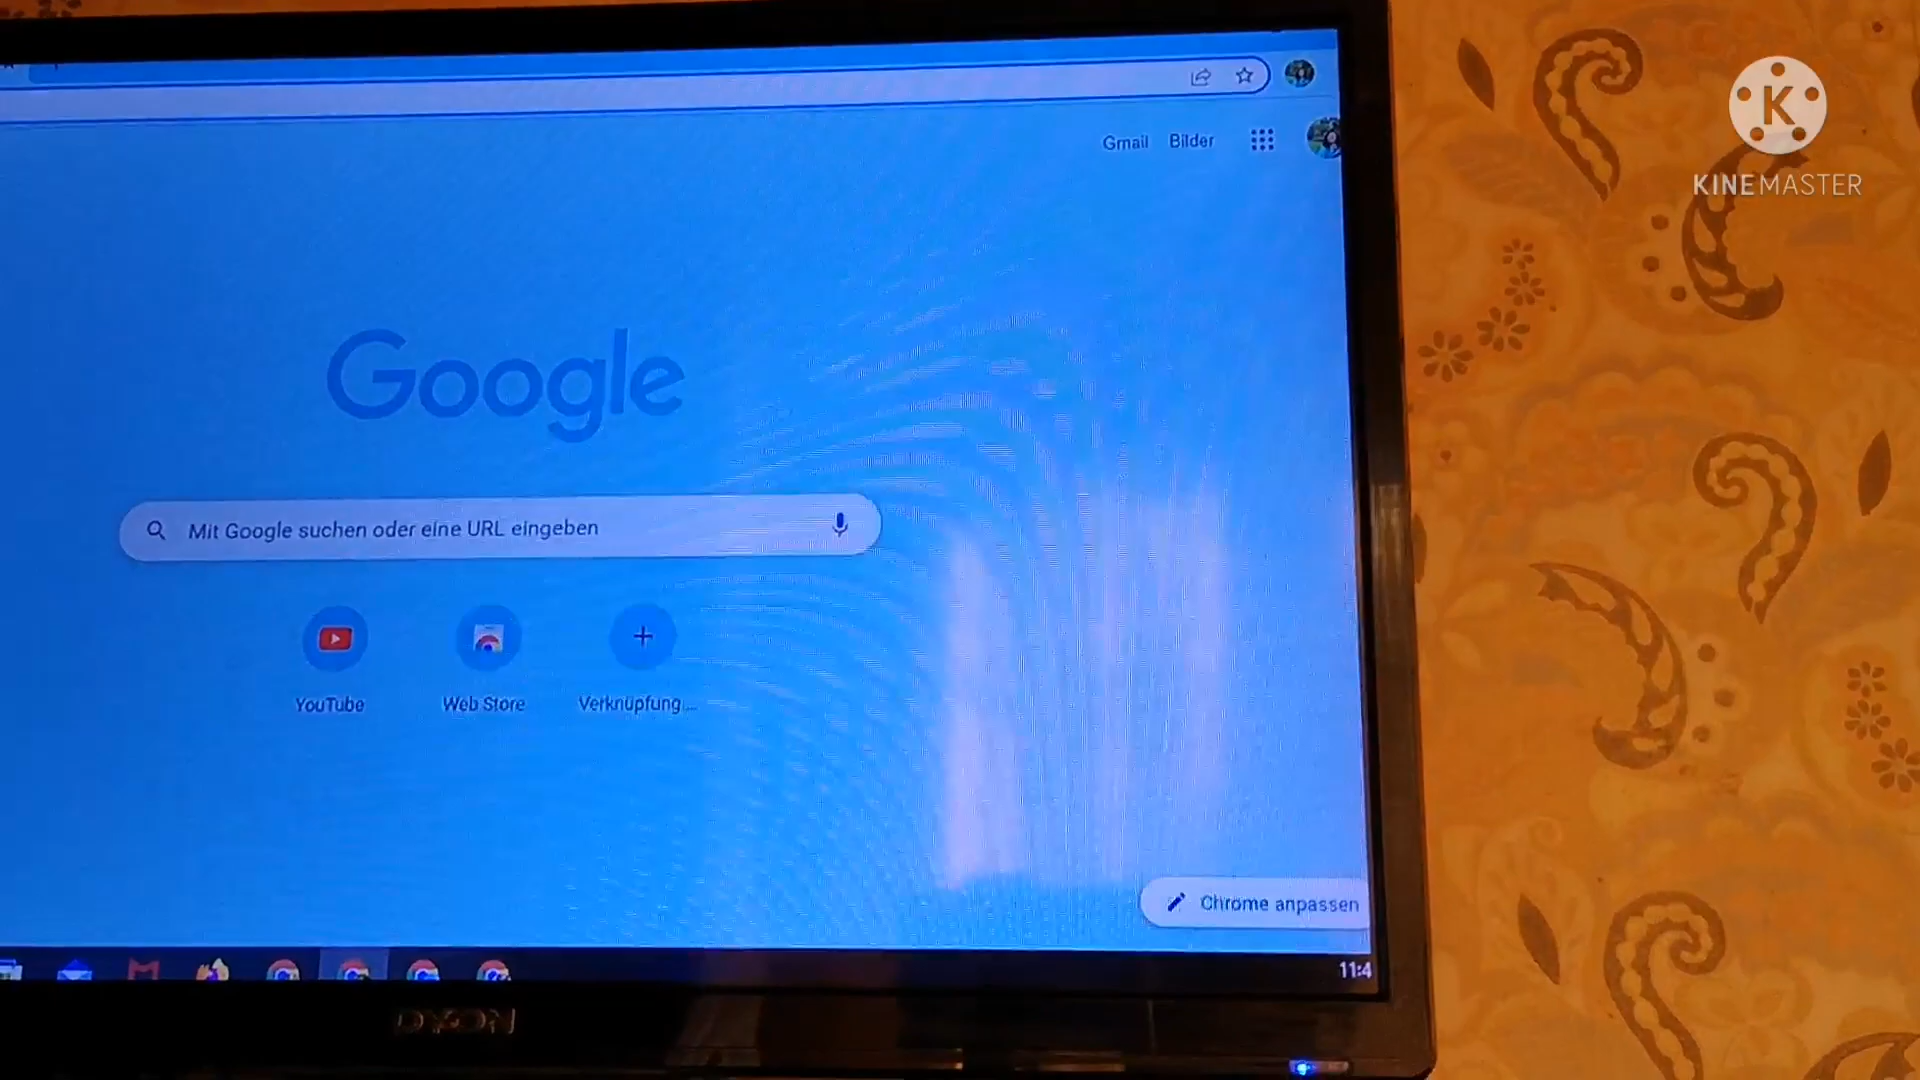 K
KINEMASTER
Gmail Bilder
Google
Mit Google suchen oder eine URL eingeben
YouTube
Web Store
Verknüpfung...
Chrome anpassen
11:4
DYON